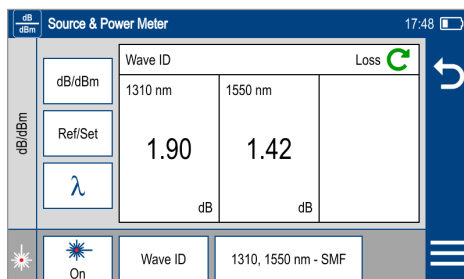 dB
dBm
Source & Power Meter
17:48
dB/dBm
dB/dBm
Ref/Set
λ
Wave ID
Loss
1310 nm
1550 nm
1.90
1.42
dB
dB
On
Wave ID
1310, 1550 nm - SMF